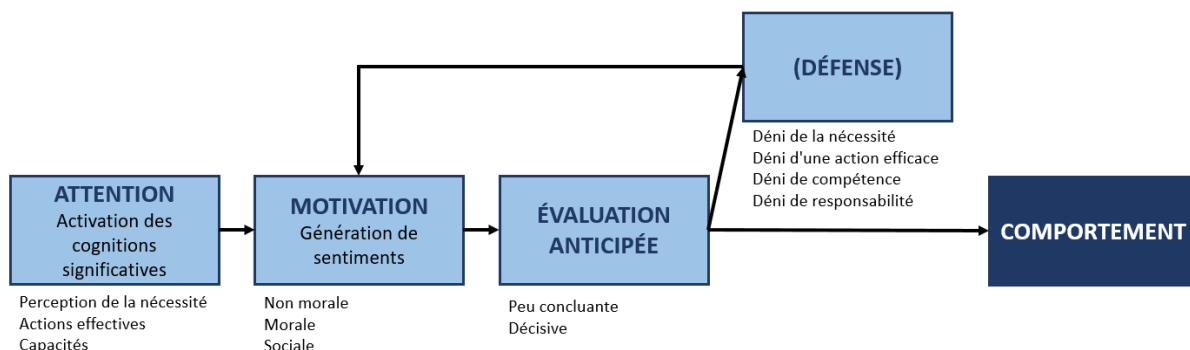 (DÉFENSE)
Déni de la nécessité
Déni d'une action efficace
Déni de compétence
Déni de responsabilité
ATTENTION
Activation des
cognitions
significatives
Perception de la nécessité
Actions effectives
Capacités
MOTIVATION
Génération de
sentiments
Non morale
Morale
Sociale
ÉVALUATION
ANTICIPÉE
Peu concluante
Décisive
COMPORTEMENT